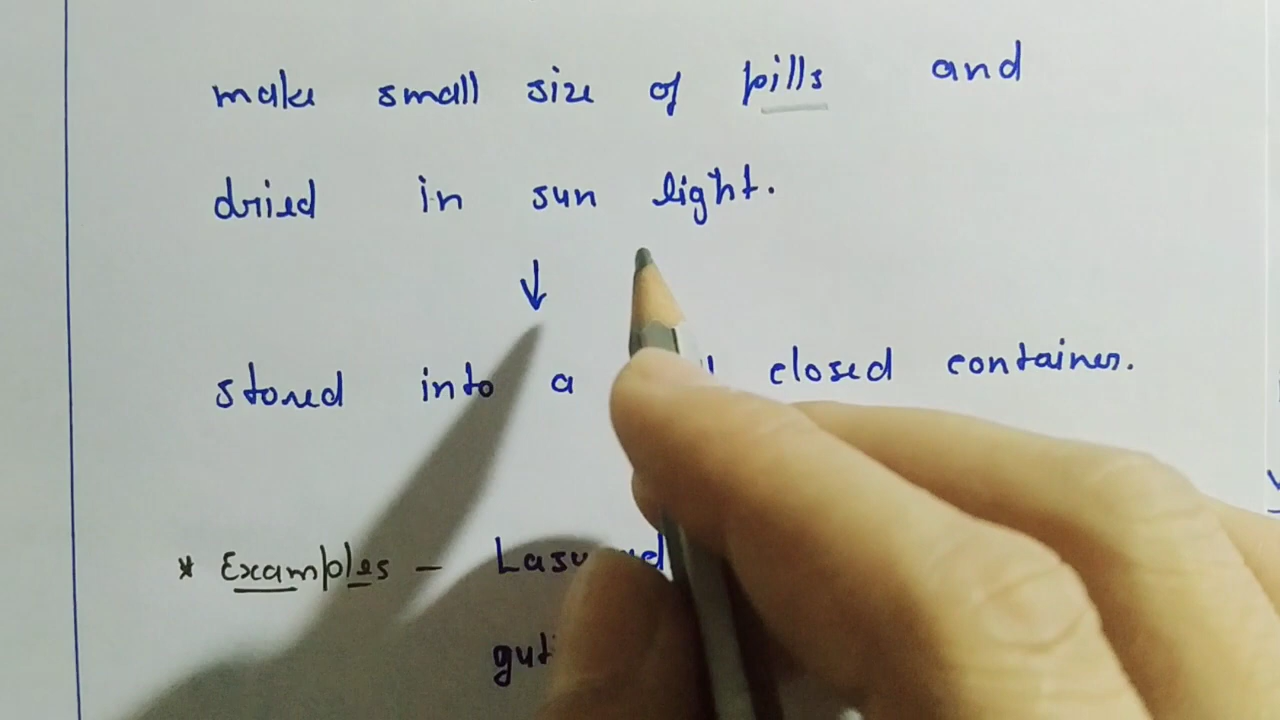 make small size of pills and
dried in sun light.
↓
stored into a closed container.
* Examples -